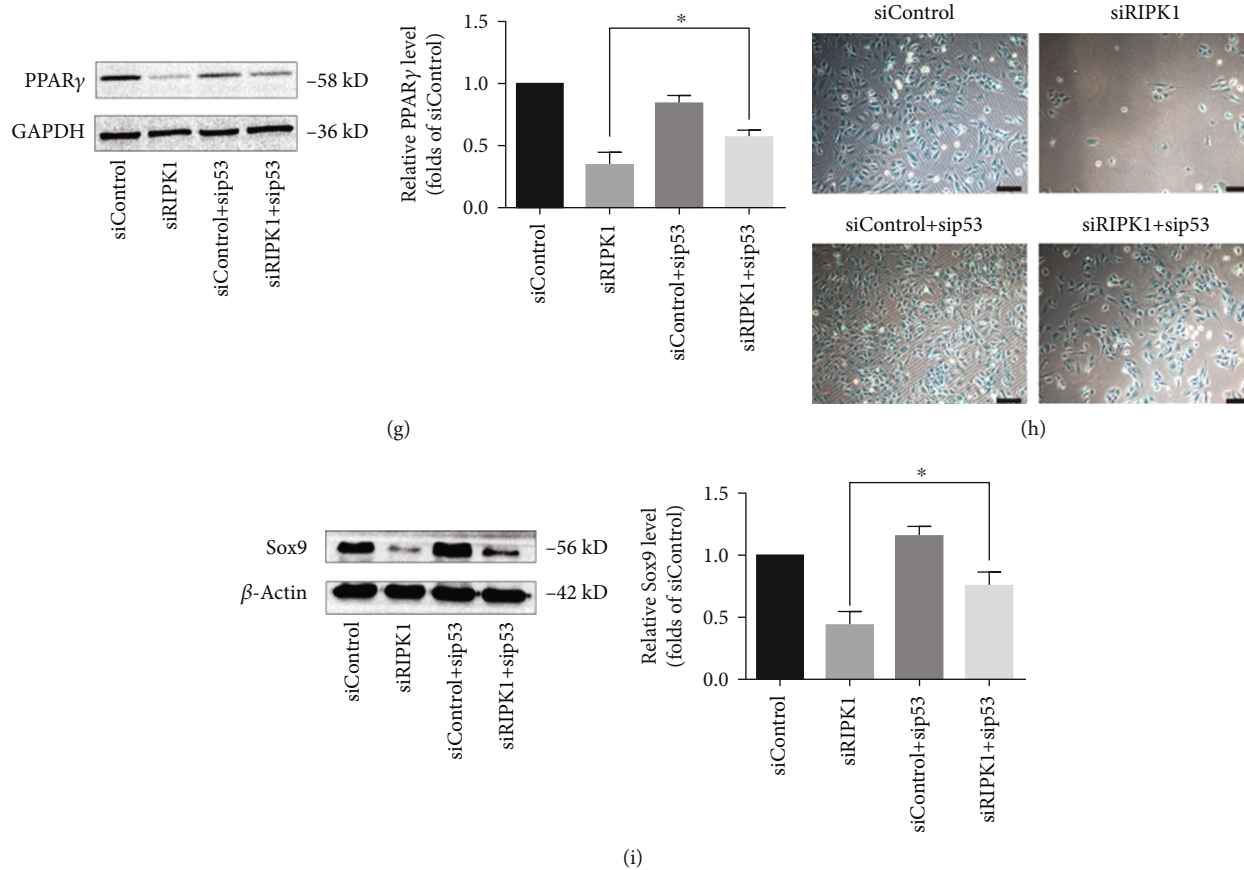 PPARγ
–58 kD
GAPDH
–36 kD
siControl
siRIPK1
siControl+sip53
siRIPK1+sip53
Relative PPARγ level
(folds of siControl)
1.5
1.0
0.5
0.0
*
siControl
siRIPK1
siControl+sip53
siRIPK1+sip53
(g)
siControl
siRIPK1
siControl+sip53
siRIPK1+sip53
(h)
Sox9
–56 kD
β-Actin
–42 kD
siControl
siRIPK1
siControl+sip53
siRIPK1+sip53
Relative Sox9 level
(folds of siControl)
1.5
1.0
0.5
0.0
*
siControl
siRIPK1
siControl+sip53
siRIPK1+sip53
(i)